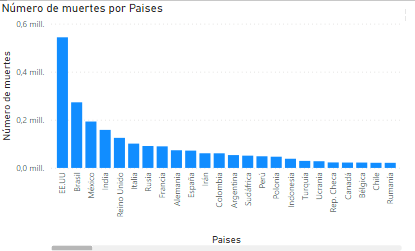 Número de muertes por Paises
0,6 mill.
0,4 mill.
0,2 mill.
0,0 mill.
Número de muertes
EE.UU
Brasil
México
India
Reino Unido
Italia
Rusia
Francia
Alemania
España
Irán
Colombia
Argentina
Sudáfrica
Perú
Polonia
Indonesia
Turquía
Ucrania
Rep. Checa
Canadá
Bélgica
Chile
Rumania
Paises